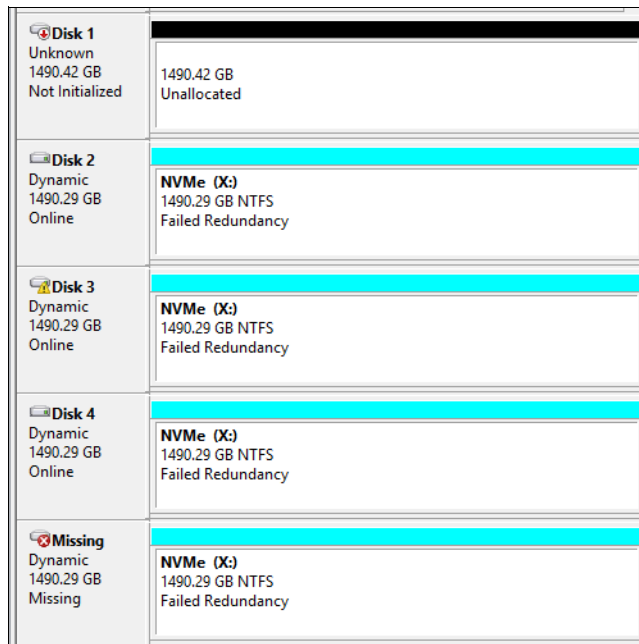 Disk 1
Unknown
1490.42 GB
Not Initialized
1490.42 GB
Unallocated
Disk 2
Dynamic
1490.29 GB
Online
NVMe (X:)
1490.29 GB NTFS
Failed Redundancy
Disk 3
Dynamic
1490.29 GB
Online
NVMe (X:)
1490.29 GB NTFS
Failed Redundancy
Disk 4
Dynamic
1490.29 GB
Online
NVMe (X:)
1490.29 GB NTFS
Failed Redundancy
Missing
Dynamic
1490.29 GB
Missing
NVMe (X:)
1490.29 GB NTFS
Failed Redundancy